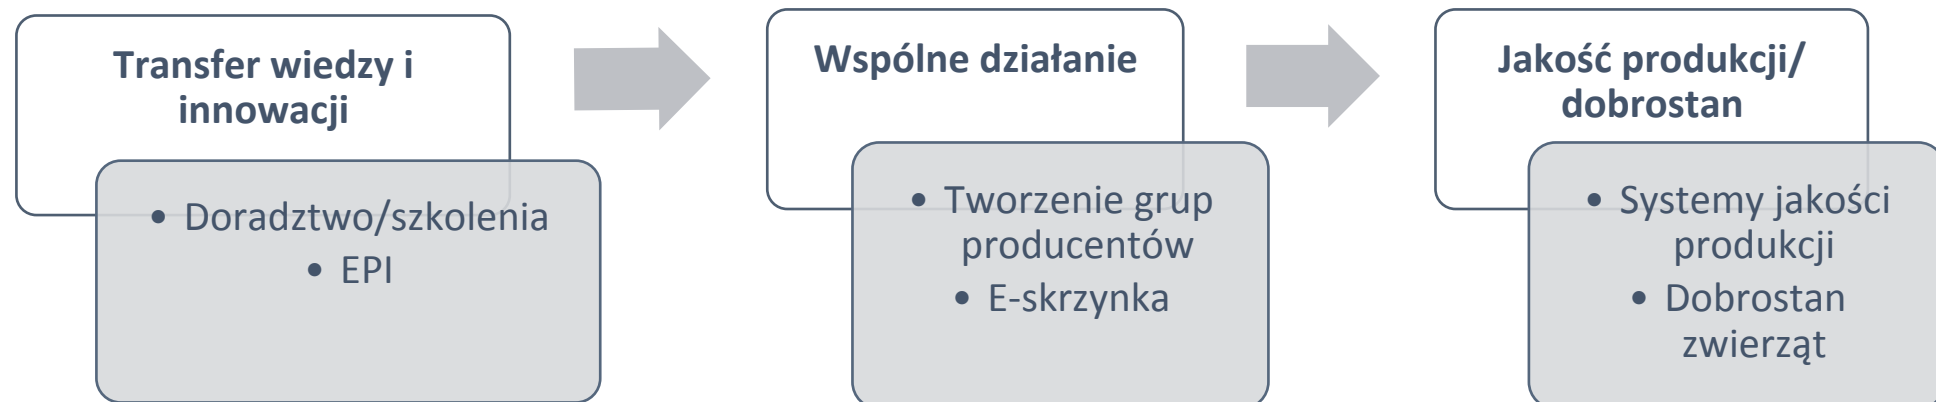 Transfer wiedzy i
innowacji
• Doradztwo/szkolenia
• EPI
Wspólne działanie
• Tworzenie grup
producentów
• E-skrzynka
Jakość produkcji/
dobrostan
• Systemy jakości
produkcji
• Dobrostan
zwierząt